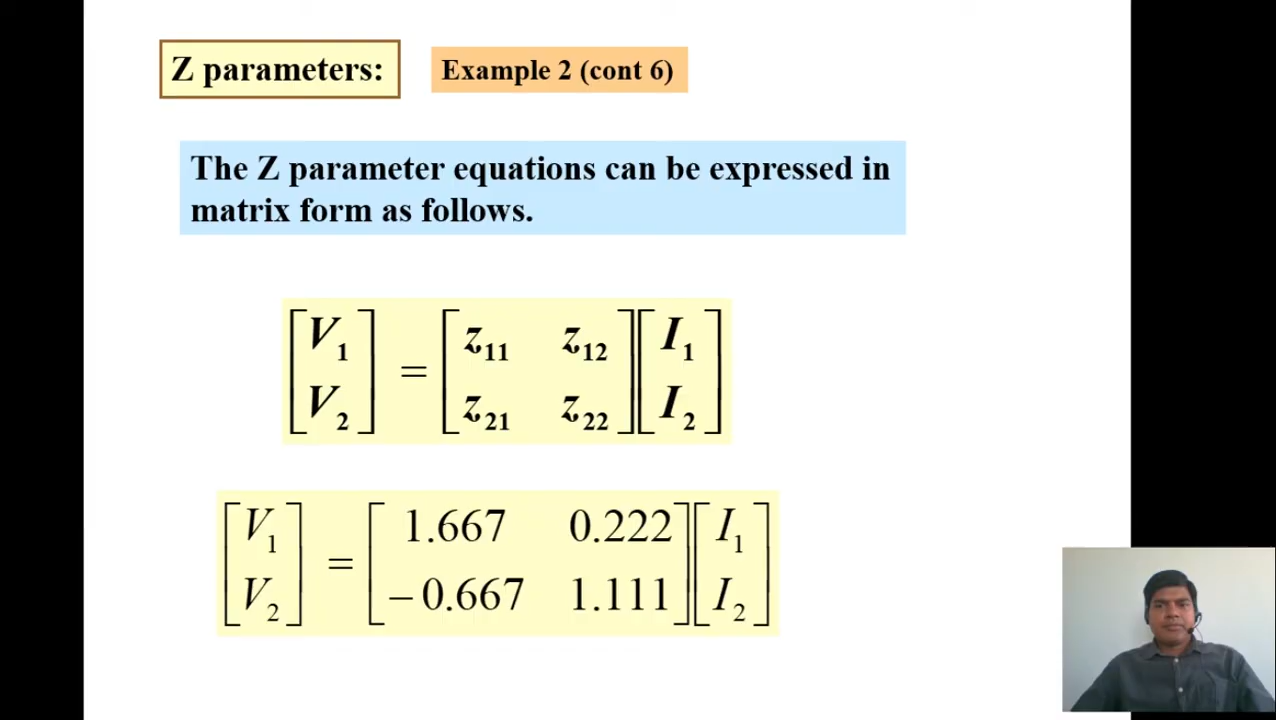 Z parameters:
Example 2 (cont 6)
The Z parameter equations can be expressed in
matrix form as follows.
[V₁ V₂] = [z₁₁ z₁₂ z₂₁ z₂₂] [I₁ I₂]
[V₁ V₂] = [1.667 0.222 −0.667 1.111] [I₁ I₂]